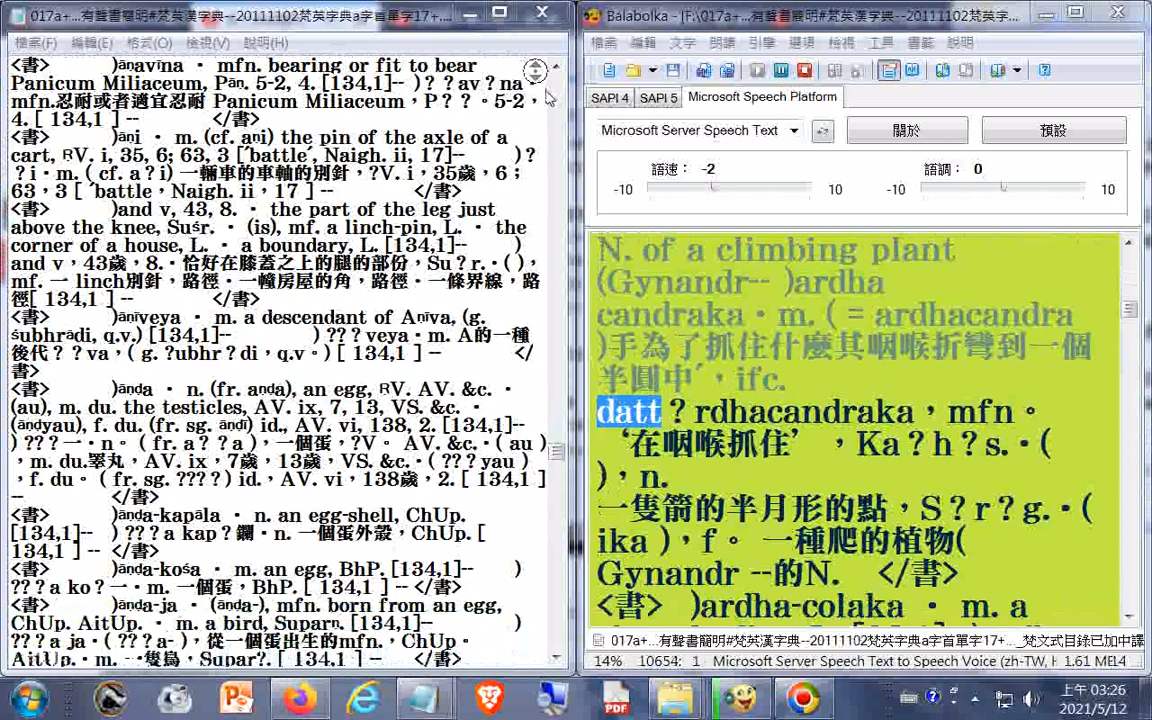 017a+...有聲書簡明#梵英漢字典--20111102梵英字典a字首單字17+...
檔案(F) 編輯(E) 格式(O) 檢視(V) 說明(H)
<書> )ānavīna ‧ mfn. bearing or fit to bear
Panicum Miliaceum, Pāṇ. 5-2, 4. [134,1]-- )??av?na‧
mfn.忍耐或者適宜忍耐 Panicum Miliaceum，P??。5-2，
4. [ 134,1 ] -- </書>
<書> )āṇi ‧ m. (cf. aṇi) the pin of the axle of a
cart, RV. i, 35, 6; 63, 3 ['battle', Naigh. ii, 17]-- )?
?i‧m. ( cf. a?i) 一輛車的車軸的別針，?V. i，35歲，6；
63, 3 [ 'battle, Naigh. ii，17 ] -- </書>
<書> )and v, 43, 8. ‧ the part of the leg just
above the knee, Suśr. ‧ (is), mf. a linch-pin, L. ‧ the
corner of a house, L. ‧ a boundary, L. [134,1]-- )
and v，43歲，8.‧恰好在膝蓋之上的腿的部份，Su？r.‧( )，
mf. 一 linch別針，路徑‧一幢房屋的角，路徑‧一條界線，路
徑[ 134,1 ] -- </書>
<書> )āṇīveya ‧ m. a descendant of Aṇīva, (g.
śubhrādi, q.v.) [134,1]-- ) ???veya‧m. A的一種
後代??va，( g. ?ubhr？di，q.v。) [ 134,1 ] -- </
書>
<書> )āṇḍa ‧ n. (fr. aṇḍa), an egg, RV. AV. &c. ‧
(au), m. du. the testicles, AV. ix, 7, 13, VS. &c. ‧
(āṇḍyau), f. du. (fr. sg. āṇḍī) id., AV. vi, 138, 2. [134,1]--
) ???一‧n。( fr. a??a )，一個蛋，?V。 AV. &c.‧( au )
，m. du.睪丸，AV. ix，7歲，13歲，VS. &c.‧( ???yau )
，f. du。( fr. sg. ???? ) id.，AV. vi，138歲，2. [ 134,1 ]
-- </書>
<書> )āṇḍa-kapāla ‧ n. an egg-shell, ChUp.
[134,1]-- ) ???a kap？鑭‧n. 一個蛋外殼，ChUp. [
134,1 ] -- </書>
<書> )āṇḍa-kośa ‧ m. an egg, BhP. [134,1]-- )
???a ko？一‧m. 一個蛋，BhP. [ 134,1 ] -- </書>
<書> )āṇḍa-ja ‧ (āṇḍa-), mfn. born from an egg,
ChUp. AitUp. ‧ m. a bird, Suparṇ. [134,1]-- )
???a ja‧( ???a- )，從一個蛋出生的mfn.，ChUp‧
AitUp.‧m. 一隻鳥，Supar?. [ 134,1 ] -- </書>
Balabolka - [F:\017a+...有聲書簡明#梵英漢字典--20111102梵英字...
檔案 編輯 文字 朗讀 引擎 選項 檢視 工具 書籤 說明
SAPI 4 SAPI 5 Microsoft Speech Platform
Microsoft Server Speech Text 關於 預設
語速： -2 語調： 0
-10 10 -10 10
N. of a climbing plant
(Gynandr-- )ardha
candraka‧m. ( = ardhacandra
)手為了抓住什麼其咽喉折彎到一個
半圓中´，ifc.
datt？rdhacandraka，mfn。
‘在咽喉抓住’，Ka？h？s.‧(
)，n.
一隻箭的半月形的點，S？r？g.‧(
ika )，f。 一種爬的植物(
Gynandr --的N. </書>
<書> )ardha-colaka ‧ m. a
017a+...有聲書簡明#梵英漢字典--20111102梵英字典a字首單字17+..._梵文式目錄已加中譯
14% 10654: 1 Microsoft Server Speech Text to Speech Voice (zh-TW, H 1.61 MEL4
上午 03:26
2021/5/12